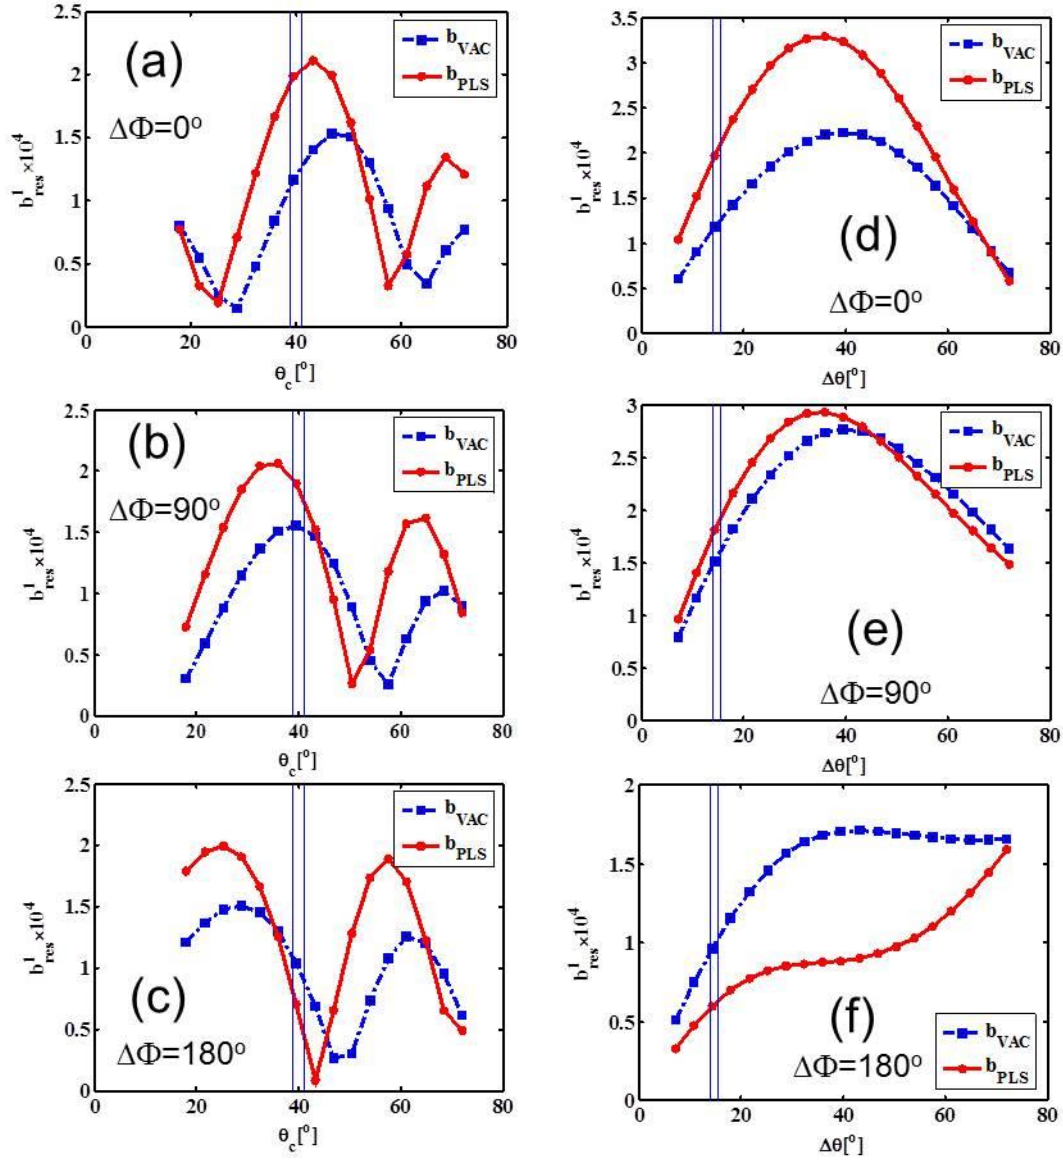 2.5
2
1.5
1
0.5
0
0
20
40
60
80
(a)
ΔΦ=0º
b_VAC
b_PLS
b^1_res×10^4
θ_c[º]
3.5
3
2.5
2
1.5
1
0.5
0
0
20
40
60
80
b_VAC
b_PLS
(d)
ΔΦ=0º
b^1_res×10^4
Δθ[º]
2.5
2
1.5
1
0.5
0
0
20
40
60
80
(b)
ΔΦ=90º
b_VAC
b_PLS
b^1_res×10^4
θ_c[º]
3
2.5
2
1.5
1
0.5
0
0
20
40
60
80
b_VAC
b_PLS
(e)
ΔΦ=90º
b^1_res×10^4
Δθ[º]
2.5
2
1.5
1
0.5
0
0
20
40
60
80
b_VAC
b_PLS
(c)
ΔΦ=180º
b^1_res×10^4
θ_c[º]
2
1.5
1
0.5
0
0
20
40
60
80
(f)
ΔΦ=180º
b_VAC
b_PLS
b^1_res×10^4
Δθ[º]